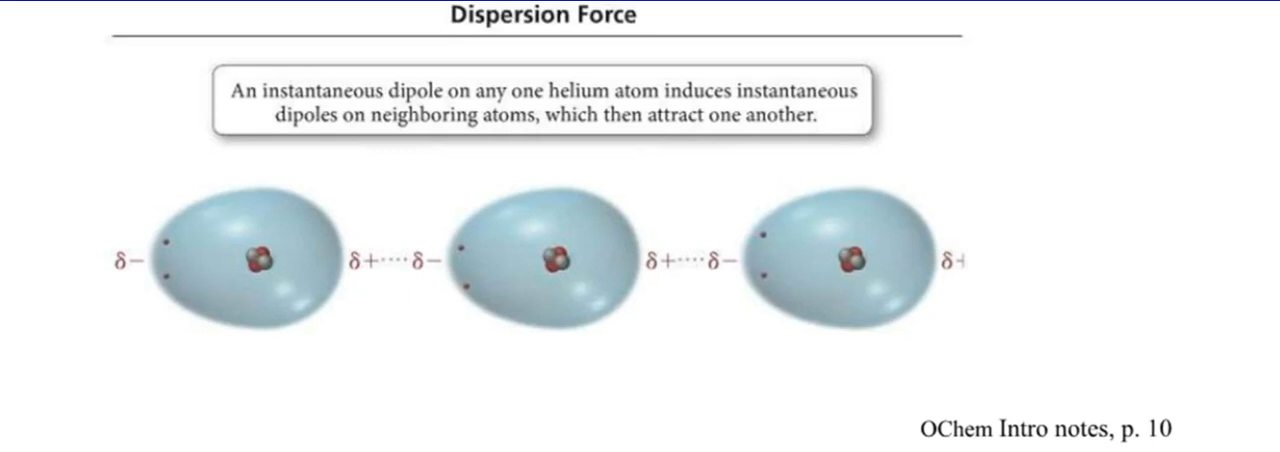 Dispersion Force
An instantaneous dipole on any one helium atom induces instantaneous
dipoles on neighboring atoms, which then attract one another.
δ− δ+····δ− δ+····δ− δ+
OChem Intro notes, p. 10